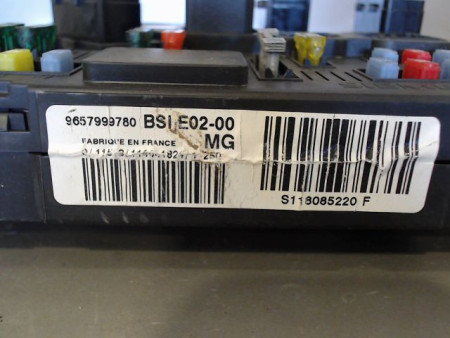 9657999780 BSI E02-00
FABRIQUE EN FRANCE MG
S118085220 F